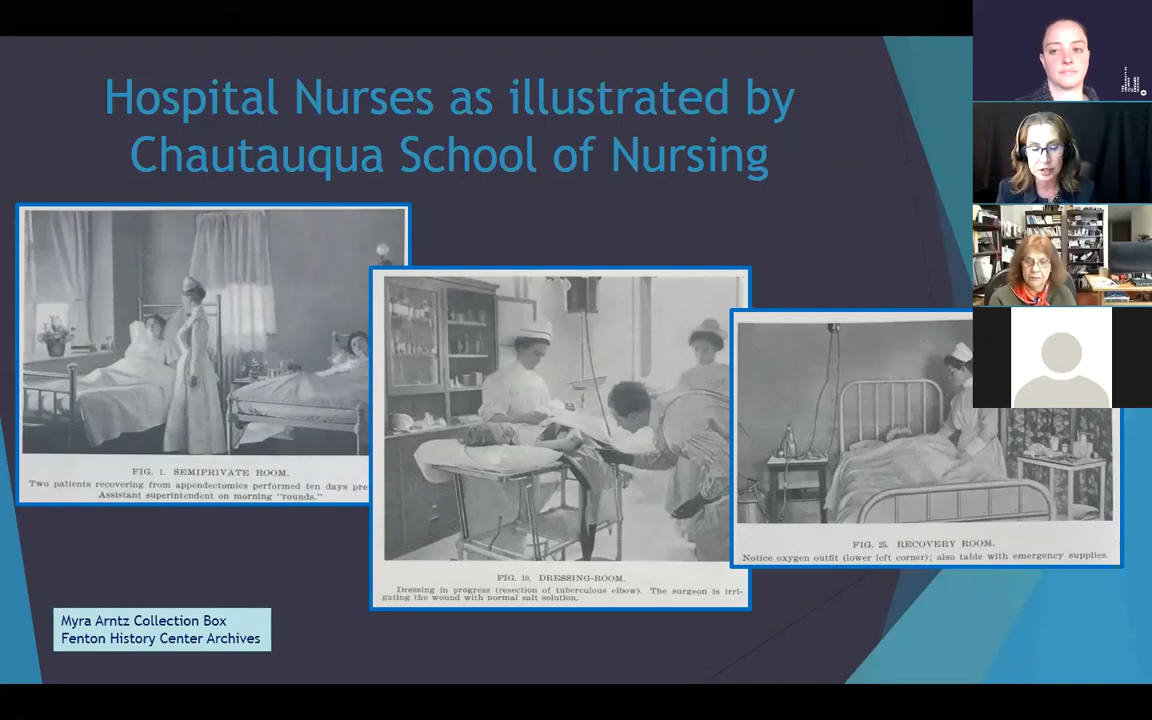 Hospital Nurses as illustrated by
Chautauqua School of Nursing
FIG. 1. SEMIPRIVATE ROOM.
Two patients recovering from appendectomies performed ten days pre
Assistant superintendent on morning "rounds."
FIG. 19. DRESSING-ROOM.
Dressing in progress (resection of tuberculous elbow). The surgeon is irri-
gating the wound with normal salt solution.
FIG. 25. RECOVERY ROOM.
Notice oxygen outfit (lower left corner); also table with emergency supplies.
Myra Arntz Collection Box
Fenton History Center Archives